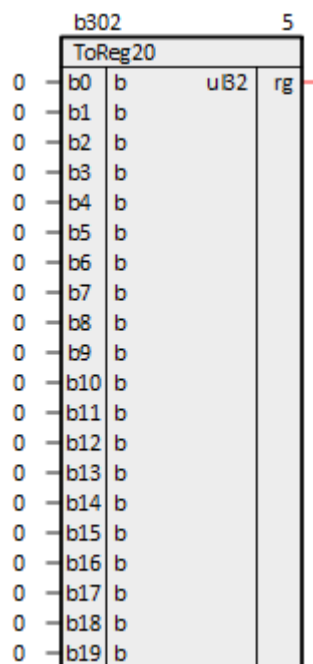 b302 5
ToReg20
0 b0 b uI32 rg
0 b1 b
0 b2 b
0 b3 b
0 b4 b
0 b5 b
0 b6 b
0 b7 b
0 b8 b
0 b9 b
0 b10 b
0 b11 b
0 b12 b
0 b13 b
0 b14 b
0 b15 b
0 b16 b
0 b17 b
0 b18 b
0 b19 b